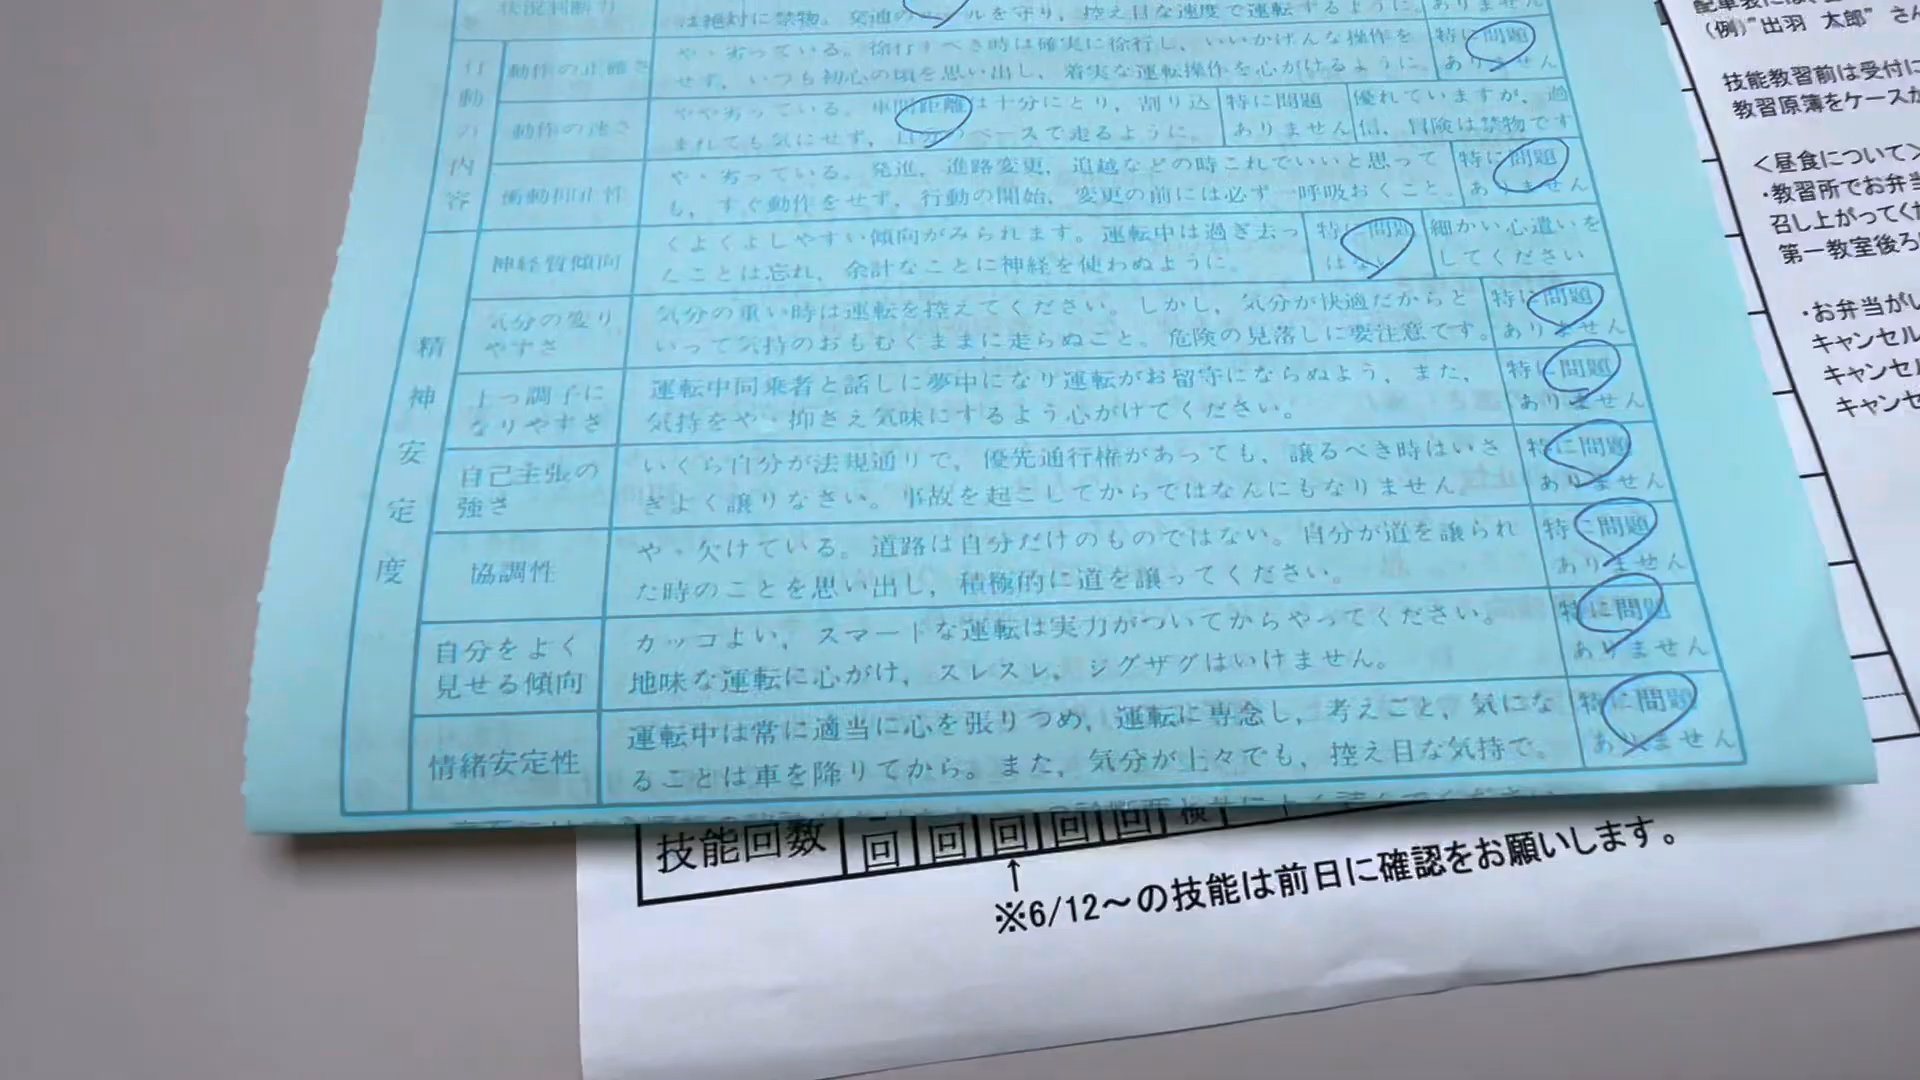 状況判断力
は絶対に禁物。交通のルールを守り、控え目な速度で運転するように。
ありません
行動の内容
動作の正確さ
や・劣っている。徐行すべき時は確実に徐行し、いいかげんな操作を
せず、いつも初心の頃を思い出し、着実な運転操作を心がけるように。
特に問題
ありません
動作の速さ
やや劣っている。車間距離は十分にとり、割り込
まれても気にせず、自分のペースで走るように。
特に問題
ありません
優れていますが、過
信、冒険は禁物です
衝動抑止性
や・劣っている。発進、進路変更、追越などの時これでいいと思って
も、すぐ動作をせず、行動の開始、変更の前には必ず一呼吸おくこと。
特に問題
ありません
精神安定度
神経質傾向
くよくよしやすい傾向がみられます。運転中は過ぎ去っ
たことは忘れ、余計なことに神経を使わぬように。
特に問題
はない
細かい心遣いを
してください
気分の変り
やすさ
気分の重い時は運転を控えてください。しかし、気分が快適だからと
いって気持のおもむくままに走らぬこと。危険の見落しに要注意です。
特に問題
ありません
上っ調子に
なりやすさ
運転中同乗者と話しに夢中になり運転がお留守にならぬよう、また、
気持をや・抑さえ気味にするよう心がけてください。
特に問題
ありません
自己主張の
強さ
いくら自分が法規通りで、優先通行権があっても、譲るべき時はいさ
ぎよく譲りなさい。事故を起こしてからではなんにもなりません
特に問題
ありません
協調性
や・欠けている。道路は自分だけのものではない。自分が道を譲られ
た時のことを思い出し、積極的に道を譲ってください。
特に問題
ありません
自分をよく
見せる傾向
カッコよい、スマートな運転は実力がついてからやってください。
地味な運転に心がけ、スレスレ、ジグザグはいけません。
特に問題
ありません
情緒安定性
運転中は常に適当に心を張りつめ、運転に専念し、考えごと、気にな
ることは車を降りてから。また、気分が上々でも、控え目な気持で。
特に問題
ありません
技能回数 回 回 回 回 回 検
↑
※6/12～の技能は前日に確認をお願いします。
(例)"出羽 太郎" さん
技能教習前は受付に
教習原簿をケースか
<昼食について>
・教習所でお弁当
召し上がってくだ
第一教室後ろ
・お弁当がし
キャンセル
キャンセル
キャンセ